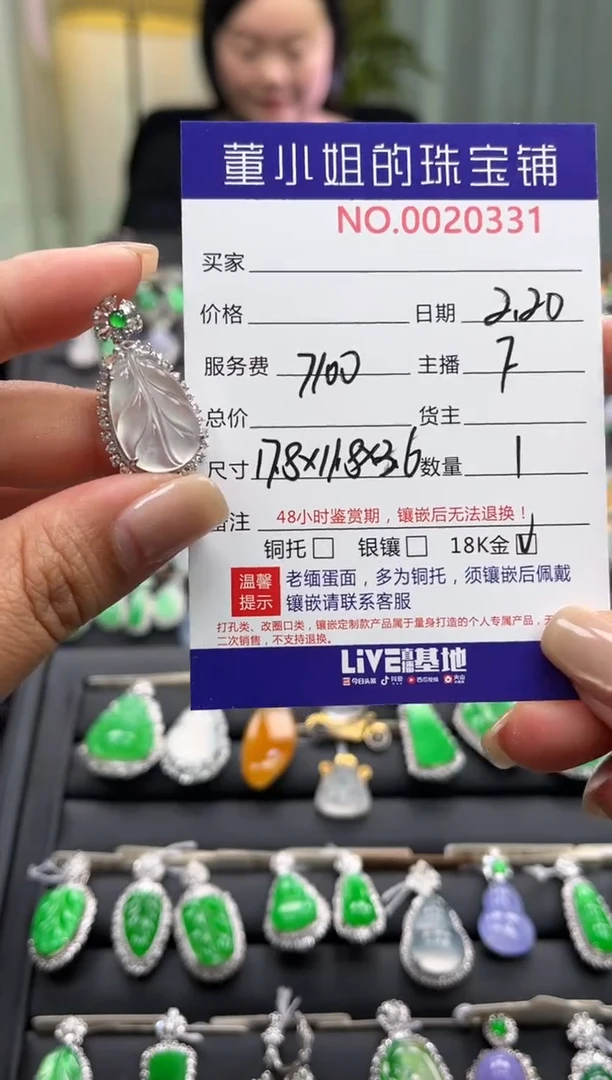 董小姐的珠宝铺
NO.0020331
买家
价格 日期 2.20
服务费 7100 主播 7
总价 货主
尺寸 17.8×11.8×3.6 数量 1
备注 48小时鉴赏期，镶嵌后无法退换！
铜托□ 银镶□ 18K金☑
温馨提示 老缅蛋面，多为铜托，须镶嵌后佩戴
镶嵌请联系客服
打孔类、改圈口类，镶嵌定制款产品属于量身打造的个人专属产品，无
二次销售，不支持退换。
LIVE直播基地
今日头条 抖音 西瓜视频 火山